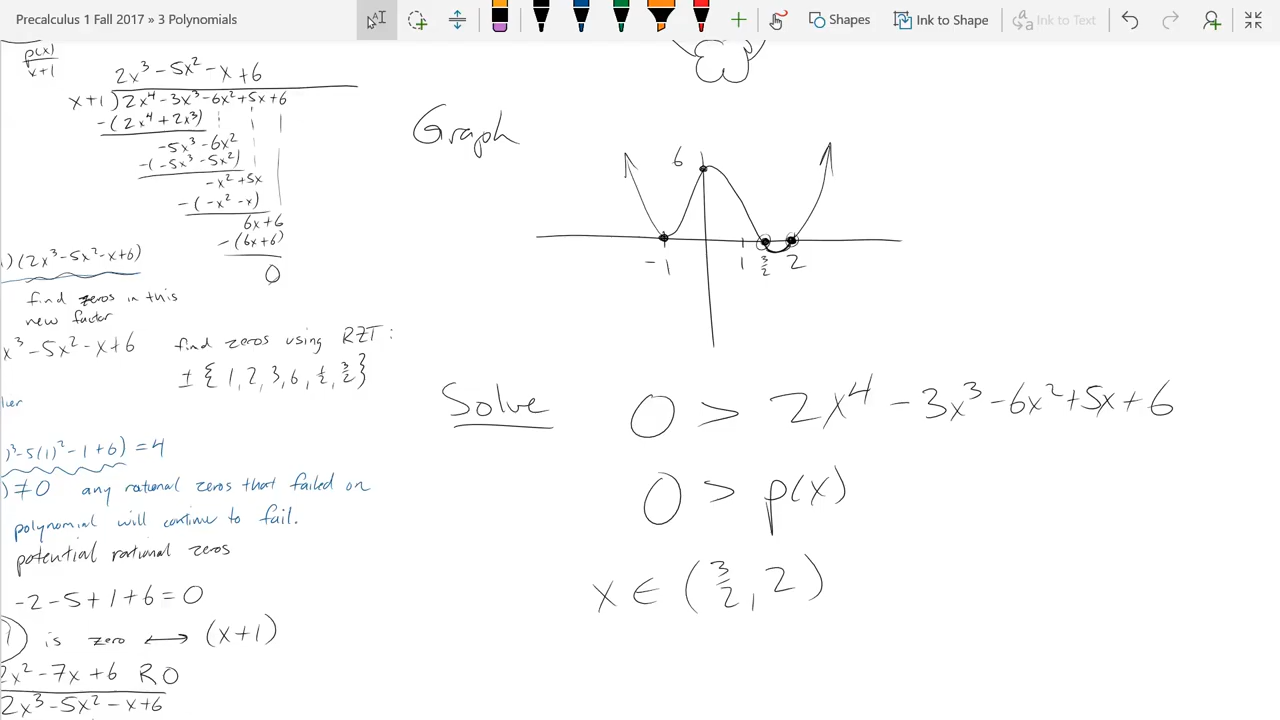 Precalculus 1 Fall 2017 » 3 Polynomials
Shapes
Ink to Shape
Ink to Text
p(x)
x+1
2x³ - 5x² - x + 6
x+1 ) 2x⁴ - 3x³ - 6x² + 5x + 6
-(2x⁴ + 2x³)
-5x³ - 6x²
-(-5x³ - 5x²)
-x² + 5x
-(-x² - x)
6x + 6
-(6x + 6)
0
)(2x³ - 5x² - x + 6)
find zeros in this
new factor
x³ - 5x² - x + 6 find zeros using RZT:
± { 1, 2, 3, 6, 1/2, 3/2 }
lier
)³ - 5(1)² - 1 + 6) = 4
) ≠ 0 any rational zeros that failed on
polynomial will continue to fail.
potential rational zeros
-2 - 5 + 1 + 6 = 0
1) is zero ⟷ (x+1)
2x² - 7x + 6 R0
2x³ - 5x² - x + 6
Graph
6
-1 1 3/2 2
Solve 0 > 2x⁴ - 3x³ - 6x² + 5x + 6
0 > p(x)
x ∈ (3/2, 2)